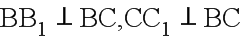 BB₁ ⊥ BC,CC₁ ⊥ BC